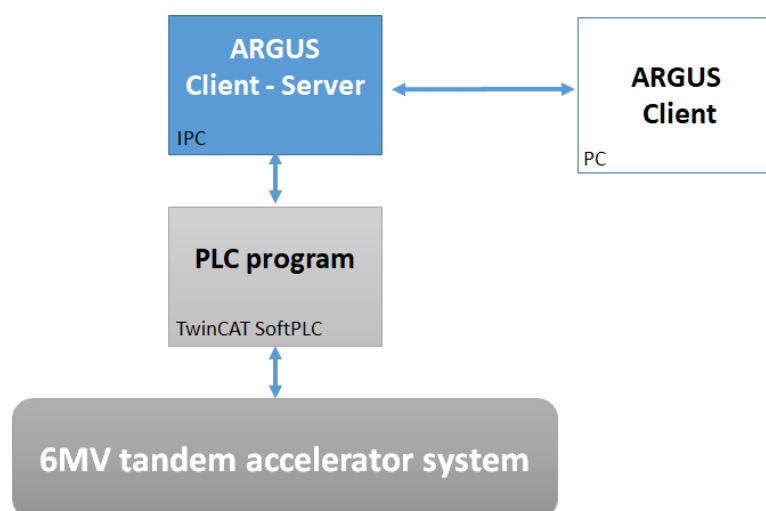 ARGUS
Client - Server
IPC
ARGUS
Client
PC
PLC program
TwinCAT SoftPLC
6MV tandem accelerator system